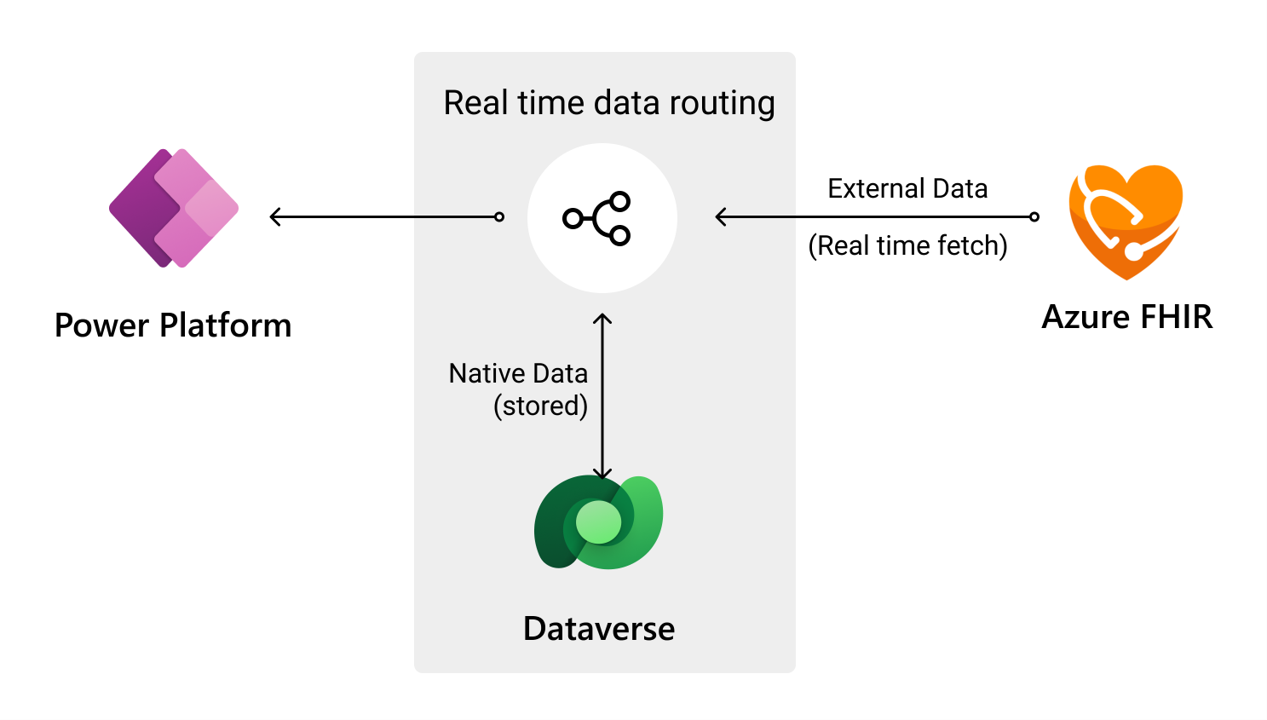 Real time data routing
External Data
(Real time fetch)
Power Platform
Azure FHIR
Native Data
(stored)
Dataverse